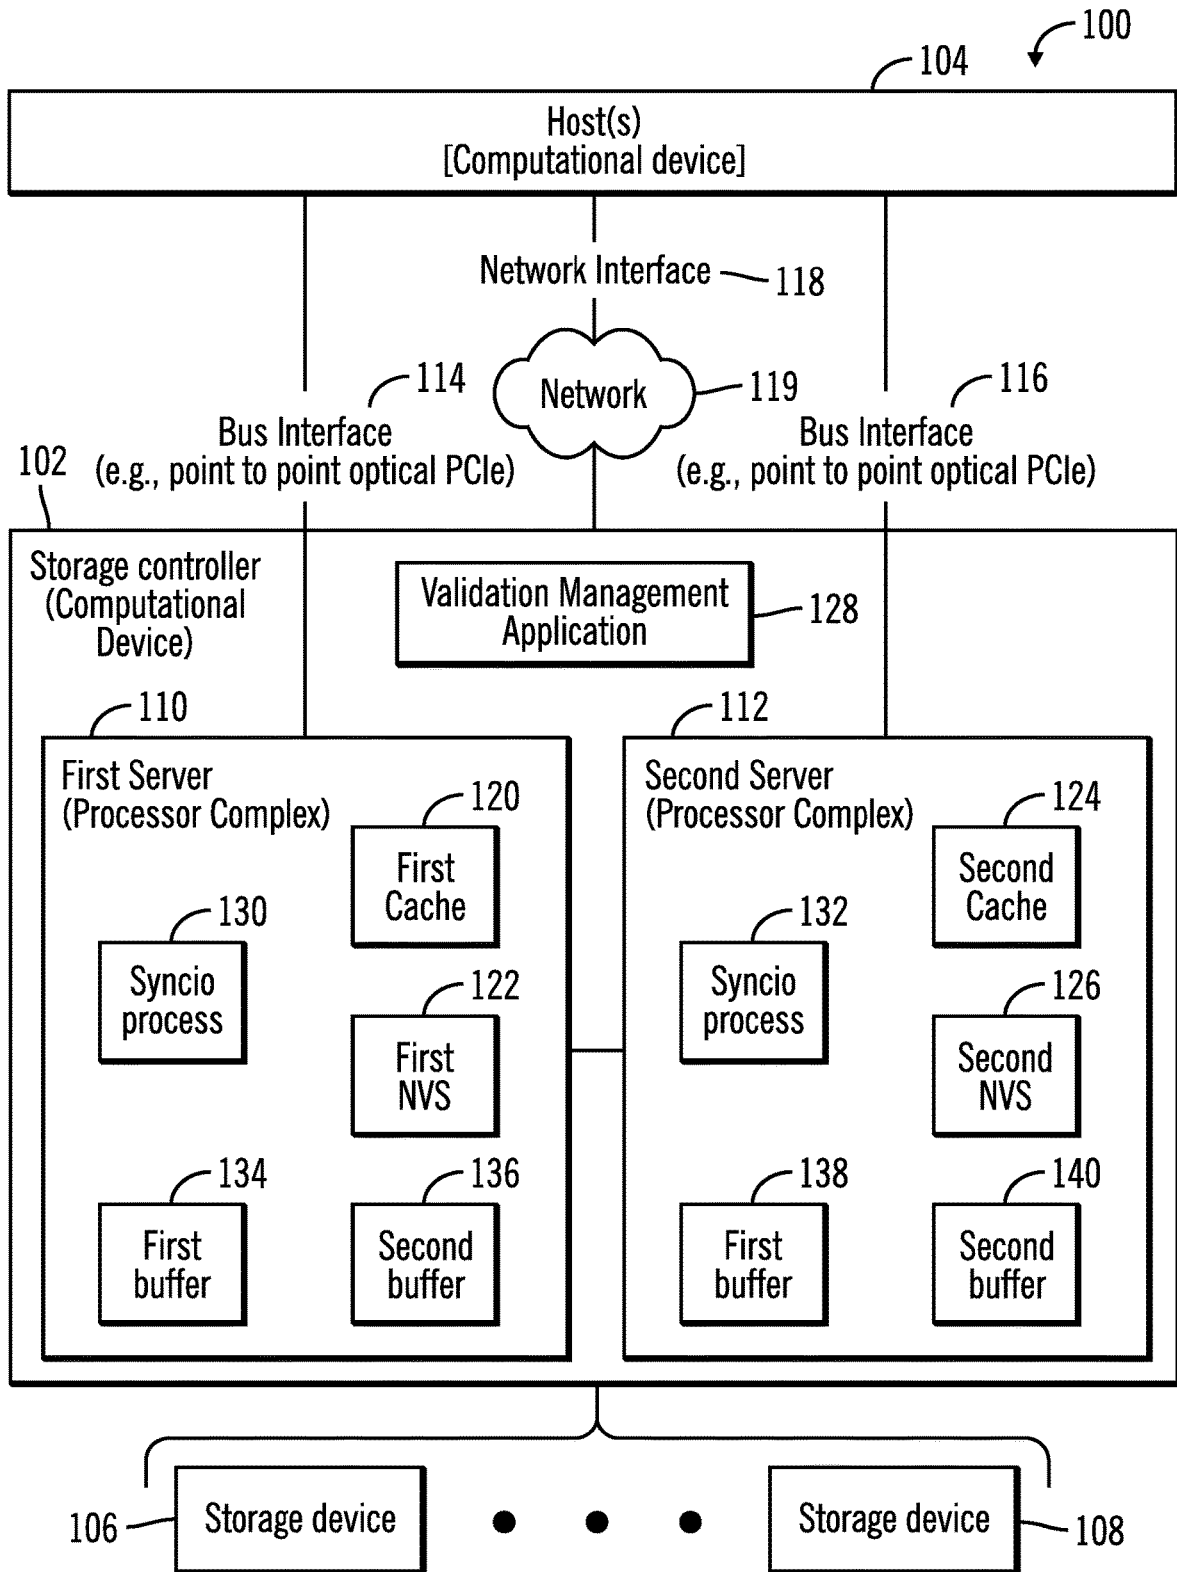 100
104
Host(s)
[Computational device]
Network Interface 118
114
Network
119
116
Bus Interface
(e.g., point to point optical PCIe)
Bus Interface
(e.g., point to point optical PCIe)
102
Storage controller
(Computational
Device)
Validation Management
Application
128
110
First Server
(Processor Complex)
120
First
Cache
130
Syncio
process
122
First
NVS
134
First
buffer
136
Second
buffer
112
Second Server
(Processor Complex)
124
Second
Cache
132
Syncio
process
126
Second
NVS
138
First
buffer
140
Second
buffer
106
Storage device
Storage device
108